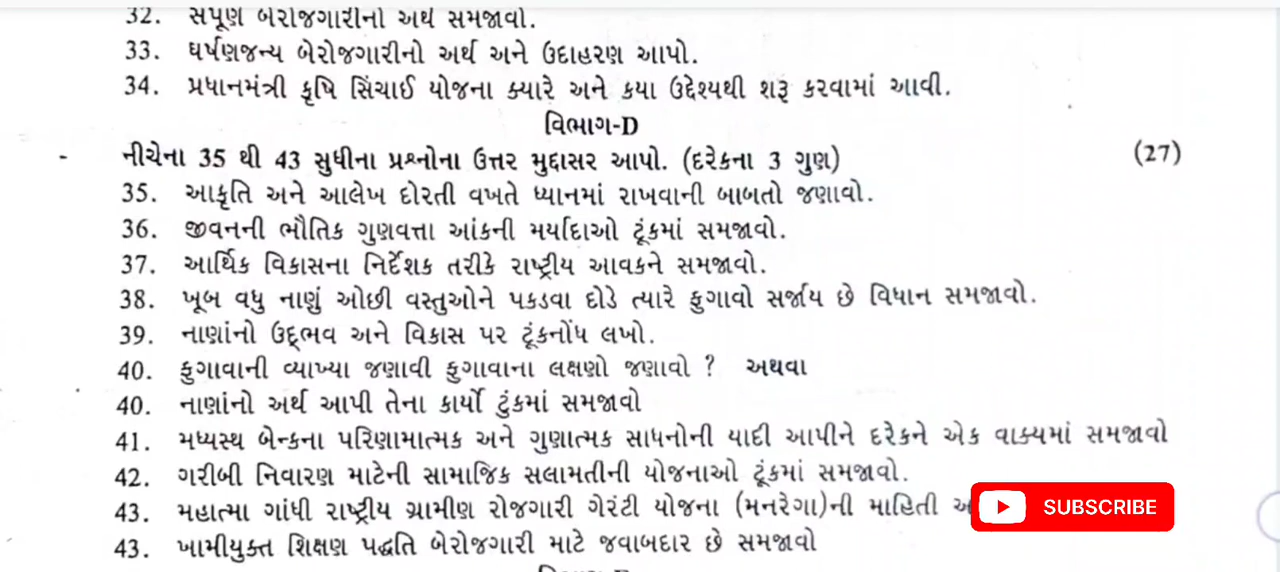 32. સંપૂર્ણ બેરોજગારીનો અર્થ સમજાવો.
33. ઘર્ષણજન્ય બેરોજગારીનો અર્થ અને ઉદાહરણ આપો.
34. પ્રધાનમંત્રી કૃષિ સિંચાઈ યોજના ક્યારે અને કયા ઉદ્દેશ્યથી શરૂ કરવામાં આવી.
વિભાગ-D
નીચેના 35 થી 43 સુધીના પ્રશ્નોના ઉત્તર મુદ્દાસર આપો. (દરેકના 3 ગુણ) (27)
35. આકૃતિ અને આલેખ દોરતી વખતે ધ્યાનમાં રાખવાની બાબતો જણાવો.
36. જીવનની ભૌતિક ગુણવત્તા આંકની મર્યાદાઓ ટૂંકમાં સમજાવો.
37. આર્થિક વિકાસના નિર્દેશક તરીકે રાષ્ટ્રીય આવકને સમજાવો.
38. ખૂબ વધુ નાણું ઓછી વસ્તુઓને પકડવા દોડે ત્યારે ફુગાવો સર્જાય છે વિધાન સમજાવો.
39. નાણાંનો ઉદ્ભવ અને વિકાસ પર ટૂંકનોંધ લખો.
40. ફુગાવાની વ્યાખ્યા જણાવી ફુગાવાના લક્ષણો જણાવો ? અથવા
40. નાણાંનો અર્થ આપી તેના કાર્યો ટુંકમાં સમજાવો
41. મધ્યસ્થ બેન્કના પરિણામાત્મક અને ગુણાત્મક સાધનોની યાદી આપીને દરેકને એક વાક્યમાં સમજાવો
42. ગરીબી નિવારણ માટેની સામાજિક સલામતીની યોજનાઓ ટૂંકમાં સમજાવો.
43. મહાત્મા ગાંધી રાષ્ટ્રીય ગ્રામીણ રોજગારી ગેરંટી યોજના (મનરેગા)ની માહિતી
SUBSCRIBE
43. ખામીયુક્ત શિક્ષણ પદ્ધતિ બેરોજગારી માટે જવાબદાર છે સમજાવો